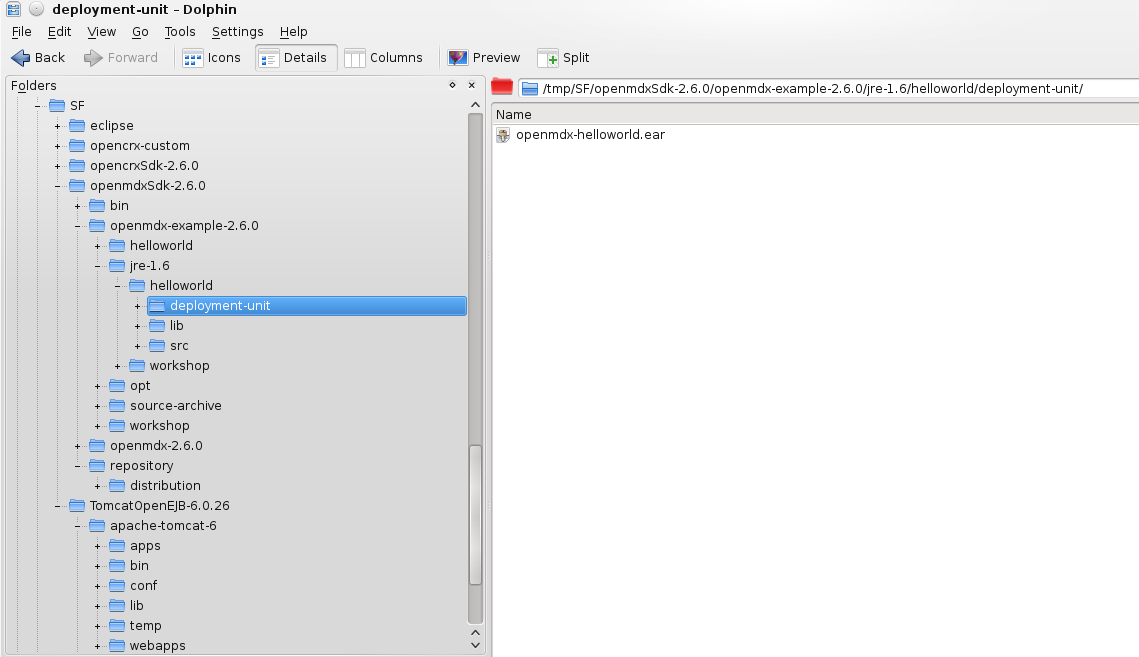 deployment-unit – Dolphin
File Edit View Go Tools Settings Help
Back Forward Icons Details Columns Preview Split
Folders
/tmp/SF/openmdxSdk-2.6.0/openmdx-example-2.6.0/jre-1.6/helloworld/deployment-unit/
Name
openmdx-helloworld.ear
SF
eclipse
opencrx-custom
opencrxSdk-2.6.0
openmdxSdk-2.6.0
bin
openmdx-example-2.6.0
helloworld
jre-1.6
helloworld
deployment-unit
lib
src
workshop
opt
source-archive
workshop
openmdx-2.6.0
repository
distribution
TomcatOpenEJB-6.0.26
apache-tomcat-6
apps
bin
conf
lib
temp
webapps